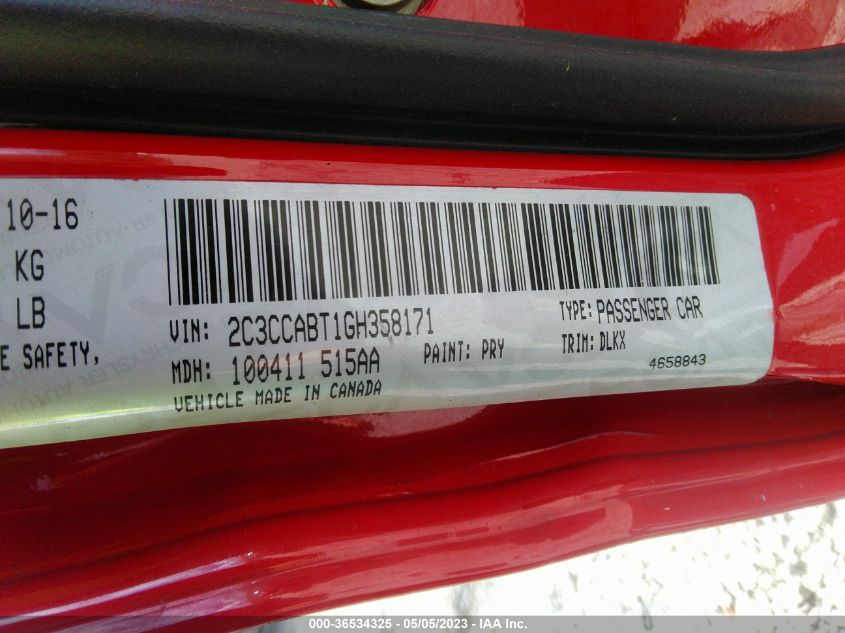 10-16
KG
LB
E SAFETY,
VIN: 2C3CCABT1GH358171
TYPE: PASSENGER CAR
MDH: 100411 515AA
PAINT: PRY
TRIM: DLKX
VEHICLE MADE IN CANADA
4658843
000-36534325 - 05/05/2023 - IAA Inc.